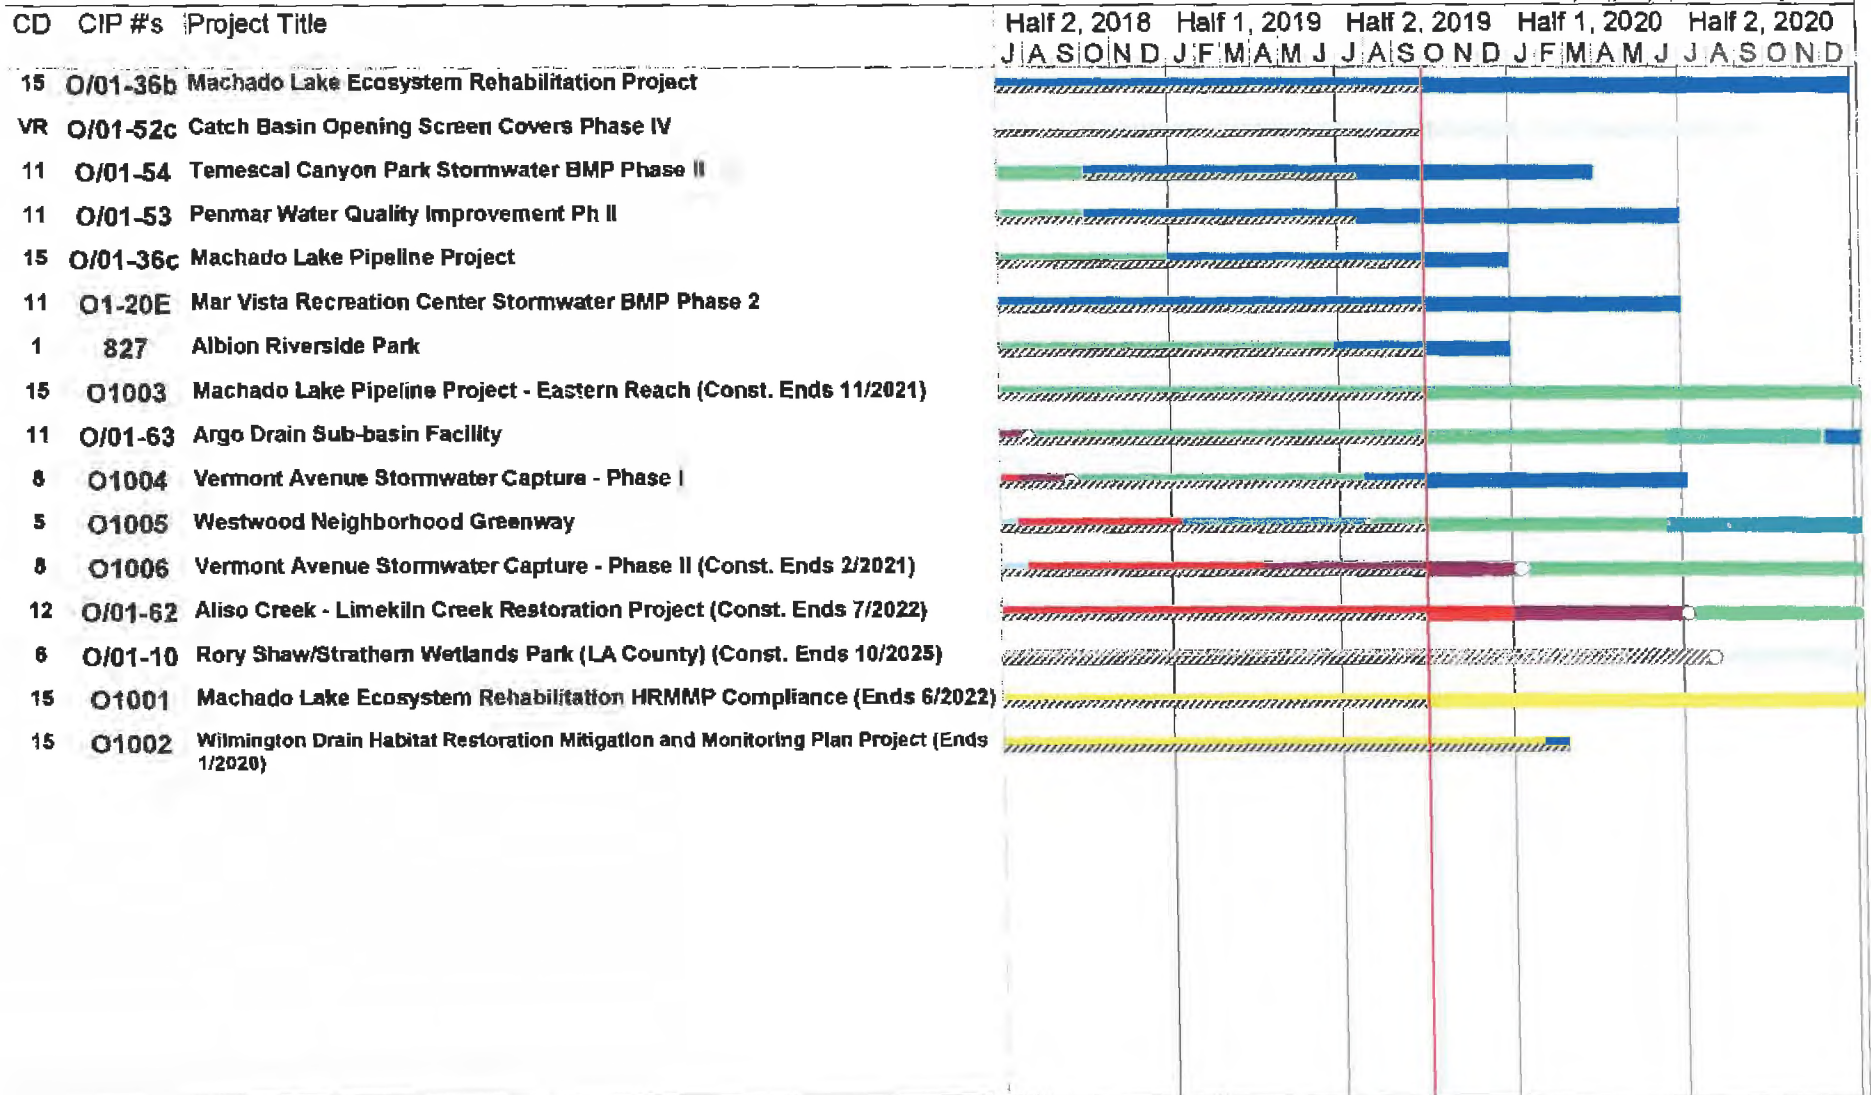 CD CIP #'s Project Title Half 2, 2018 Half 1, 2019 Half 2, 2019 Half 1, 2020 Half 2, 2020
J A S O N D J F M A M J J A S O N D J F M A M J J A S O N D
15 O/01-36b Machado Lake Ecosystem Rehabilitation Project
VR O/01-52c Catch Basin Opening Screen Covers Phase IV
11 O/01-54 Temescal Canyon Park Stormwater BMP Phase II
11 O/01-53 Penmar Water Quality Improvement Ph II
15 O/01-36c Machado Lake Pipeline Project
11 O1-20E Mar Vista Recreation Center Stormwater BMP Phase 2
1 827 Albion Riverside Park
15 O1003 Machado Lake Pipeline Project - Eastern Reach (Const. Ends 11/2021)
11 O/01-63 Argo Drain Sub-basin Facility
8 O1004 Vermont Avenue Stormwater Capture - Phase I
5 O1005 Westwood Neighborhood Greenway
8 O1006 Vermont Avenue Stormwater Capture - Phase II (Const. Ends 2/2021)
12 O/01-62 Aliso Creek - Limekiln Creek Restoration Project (Const. Ends 7/2022)
6 O/01-10 Rory Shaw/Strathern Wetlands Park (LA County) (Const. Ends 10/2025)
15 O1001 Machado Lake Ecosystem Rehabilitation HRMMP Compliance (Ends 6/2022)
15 O1002 Wilmington Drain Habitat Restoration Mitigation and Monitoring Plan Project (Ends
1/2020)